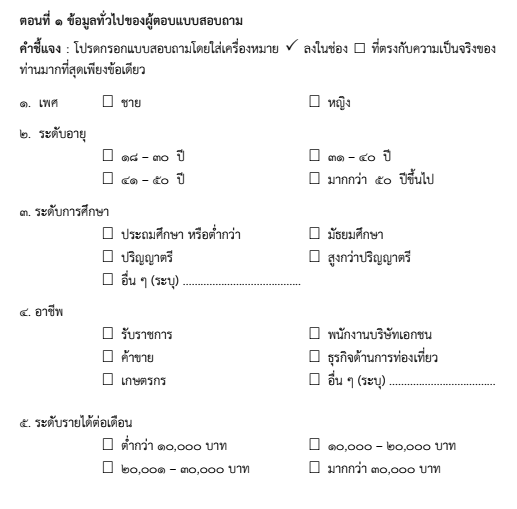 ตอนที่ ๑ ข้อมูลทั่วไปของผู้ตอบแบบสอบถาม
คำชี้แจง : โปรดกรอกแบบสอบถามโดยใส่เครื่องหมาย ✓ ลงในช่อง ☐ ที่ตรงกับความเป็นจริงของ
ท่านมากที่สุดเพียงข้อเดียว
๑. เพศ ☐ ชาย ☐ หญิง
๒. ระดับอายุ
☐ ๑๘ – ๓๐ ปี ☐ ๓๑ – ๔๐ ปี
☐ ๔๑ – ๕๐ ปี ☐ มากกว่า ๕๐ ปีขึ้นไป
๓. ระดับการศึกษา
☐ ประถมศึกษา หรือต่ำกว่า ☐ มัธยมศึกษา
☐ ปริญญาตรี ☐ สูงกว่าปริญญาตรี
☐ อื่น ๆ (ระบุ) ........................................
๔. อาชีพ
☐ รับราชการ ☐ พนักงานบริษัทเอกชน
☐ ค้าขาย ☐ ธุรกิจด้านการท่องเที่ยว
☐ เกษตรกร ☐ อื่น ๆ (ระบุ) ....................................
๕. ระดับรายได้ต่อเดือน
☐ ต่ำกว่า ๑๐,๐๐๐ บาท ☐ ๑๐,๐๐๐ – ๒๐,๐๐๐ บาท
☐ ๒๐,๐๐๑ – ๓๐,๐๐๐ บาท ☐ มากกว่า ๓๐,๐๐๐ บาท